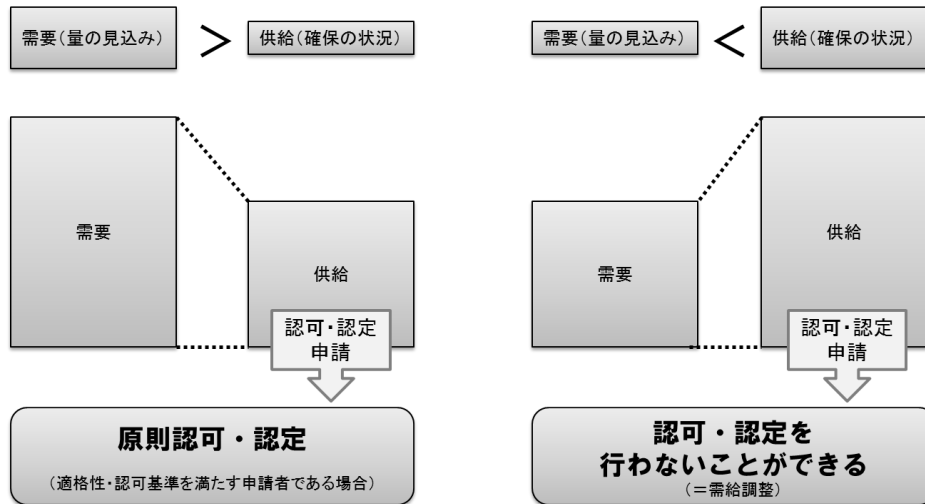 需要(量の見込み)
>
供給(確保の状況)
需要
供給
認可・認定
申請
原則認可・認定
(適格性・認可基準を満たす申請者である場合)
需要(量の見込み)
<
供給(確保の状況)
需要
供給
認可・認定
申請
認可・認定を
行わないことができる
(=需給調整)